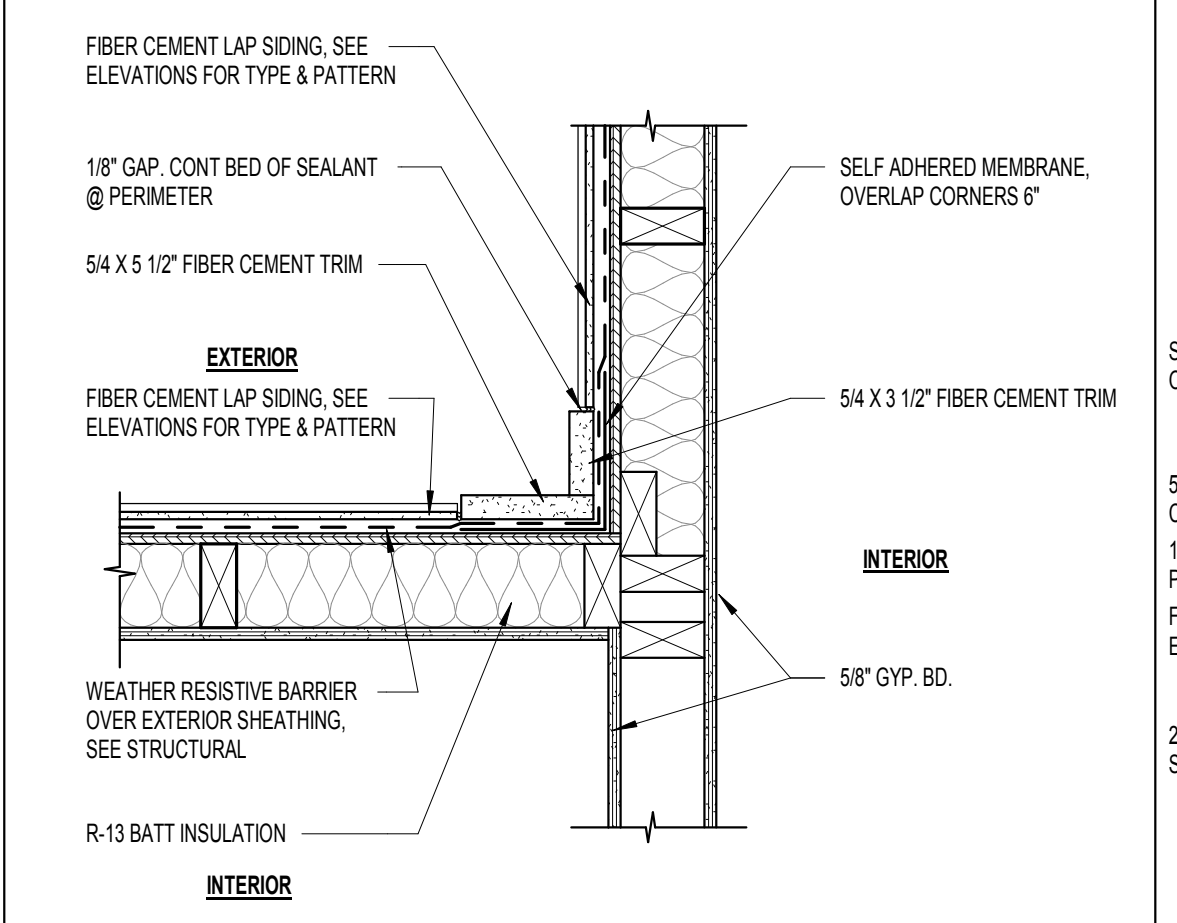 FIBER CEMENT LAP SIDING, SEE
ELEVATIONS FOR TYPE & PATTERN
1/8" GAP. CONT BED OF SEALANT
@ PERIMETER
5/4 X 5 1/2" FIBER CEMENT TRIM
EXTERIOR
FIBER CEMENT LAP SIDING, SEE
ELEVATIONS FOR TYPE & PATTERN
WEATHER RESISTIVE BARRIER
OVER EXTERIOR SHEATHING,
SEE STRUCTURAL
R-13 BATT INSULATION
INTERIOR
SELF ADHERED MEMBRANE,
OVERLAP CORNERS 6"
5/4 X 3 1/2" FIBER CEMENT TRIM
INTERIOR
5/8" GYP. BD.